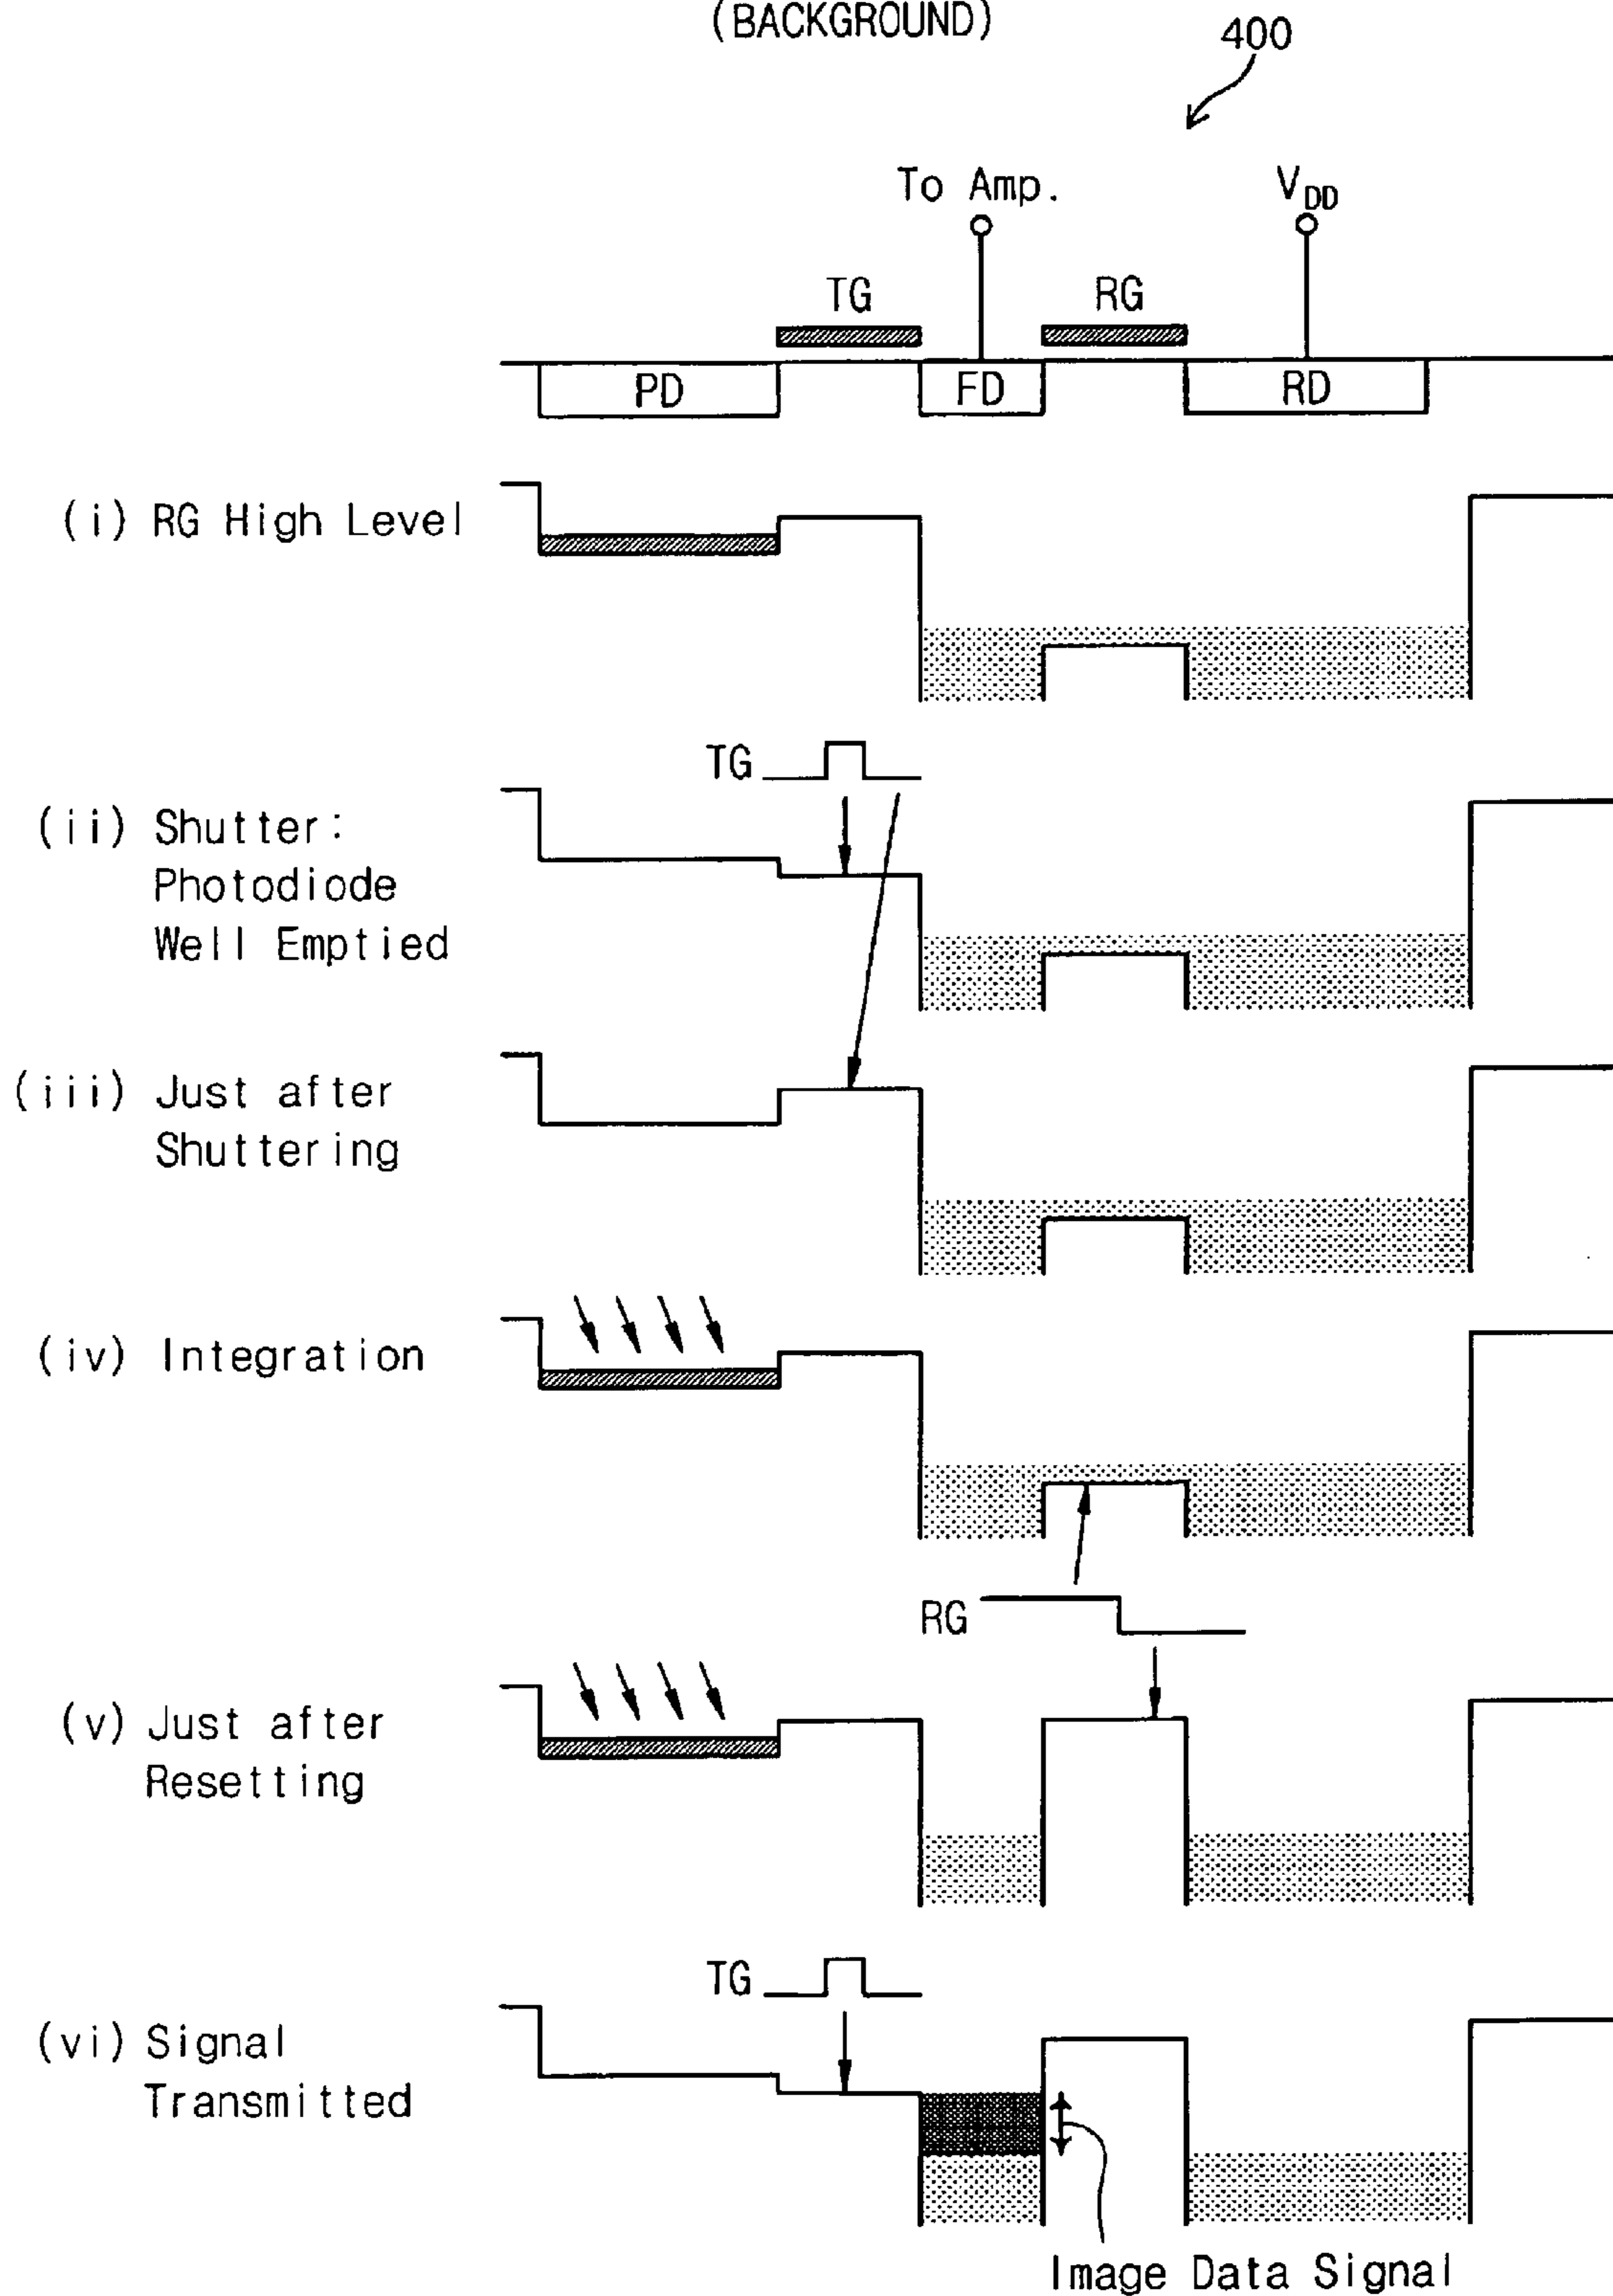 (BACKGROUND)
400
To Amp.
VDD
TG
RG
PD
FD
RD
(i) RG High Level
TG
(ii) Shutter:
Photodiode
Well Emptied
(iii) Just after
Shuttering
(iv) Integration
RG
(v) Just after
Resetting
TG
(vi) Signal
Transmitted
Image Data Signal